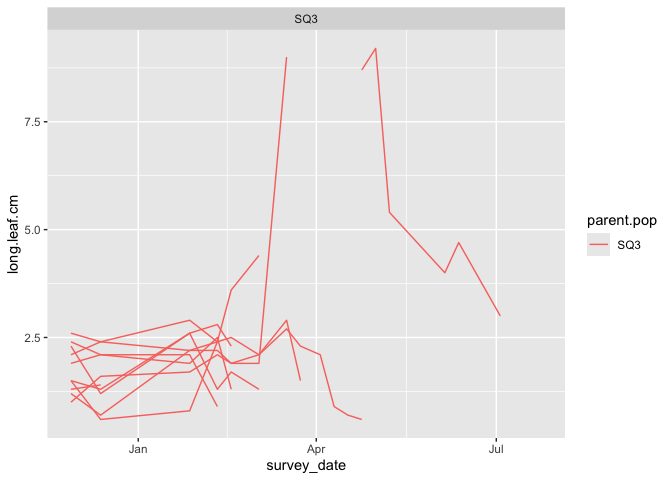 SQ3
7.5
5.0
2.5
long.leaf.cm
Jan
Apr
Jul
survey_date
parent.pop
SQ3